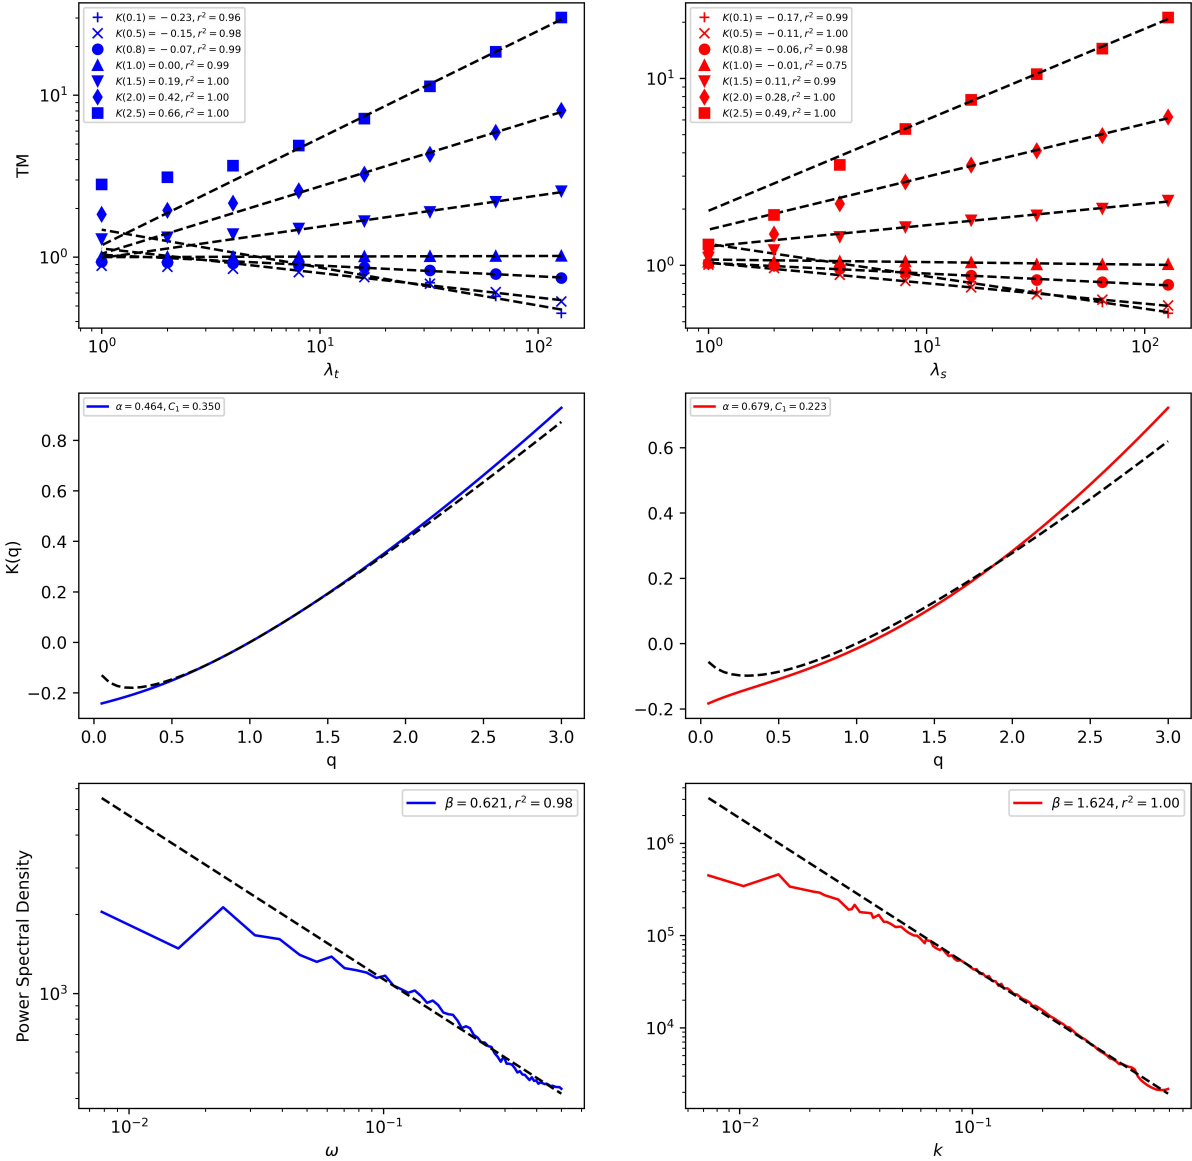 K(0.1) = −0.23, r² = 0.96
K(0.5) = −0.15, r² = 0.98
K(0.8) = −0.07, r² = 0.99
K(1.0) = 0.00, r² = 0.99
K(1.5) = 0.19, r² = 1.00
K(2.0) = 0.42, r² = 1.00
K(2.5) = 0.66, r² = 1.00
TM
10¹
10⁰
10⁰ 10¹ 10²
λₜ
K(0.1) = −0.17, r² = 0.99
K(0.5) = −0.11, r² = 1.00
K(0.8) = −0.06, r² = 0.98
K(1.0) = −0.01, r² = 0.75
K(1.5) = 0.11, r² = 0.99
K(2.0) = 0.28, r² = 1.00
K(2.5) = 0.49, r² = 1.00
10¹
10⁰
10⁰ 10¹ 10²
λₛ
α = 0.464, C₁ = 0.350
K(q)
0.8
0.6
0.4
0.2
0.0
−0.2
0.0 0.5 1.0 1.5 2.0 2.5 3.0
q
α = 0.679, C₁ = 0.223
0.6
0.4
0.2
0.0
−0.2
0.0 0.5 1.0 1.5 2.0 2.5 3.0
q
β = 0.621, r² = 0.98
Power Spectral Density
10³
10⁻² 10⁻¹
ω
β = 1.624, r² = 1.00
10⁶
10⁵
10⁴
10⁻² 10⁻¹
k